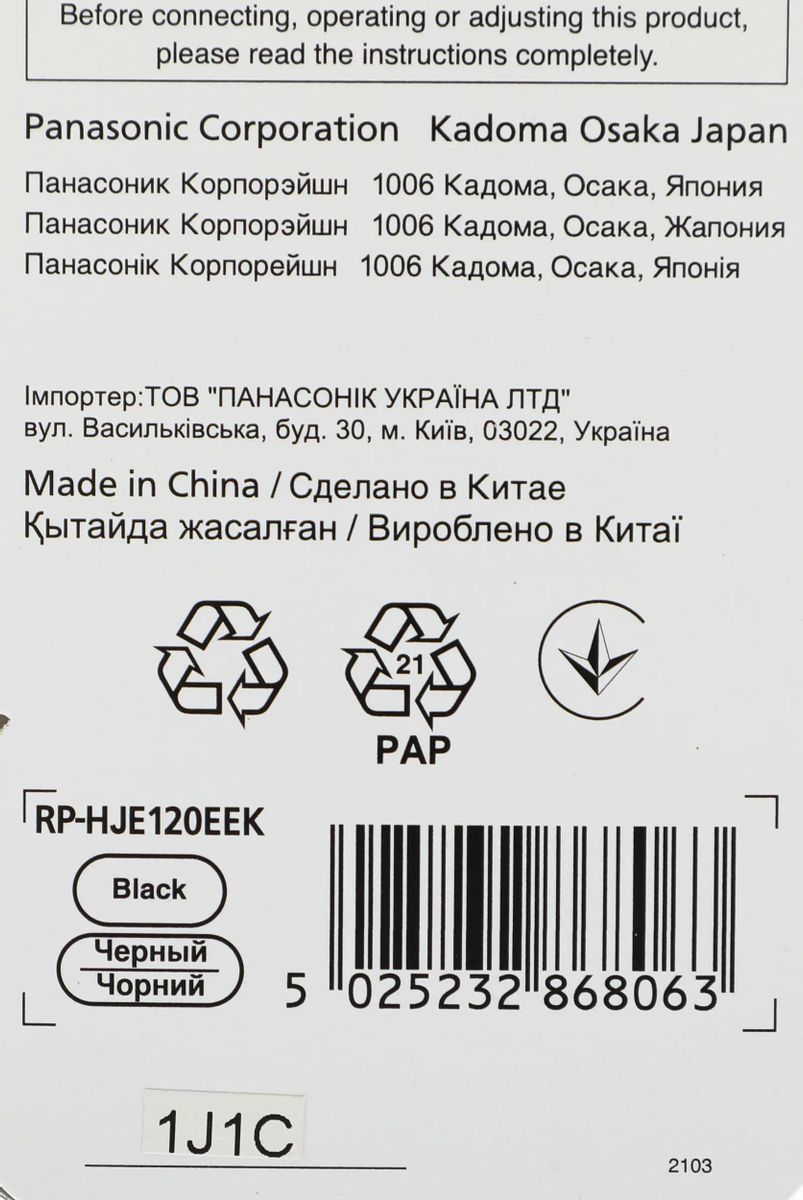 Before connecting, operating or adjusting this product,
please read the instructions completely.
Panasonic Corporation Kadoma Osaka Japan
Панасоник Корпорэйшн 1006 Кадома, Осака, Япония
Панасоник Корпорэйшн 1006 Кадома, Осака, Жапония
Панасонік Корпорейшн 1006 Кадома, Осака, Японія
Імпортер:ТОВ "ПАНАСОНІК УКРАЇНА ЛТД"
вул. Васильківська, буд. 30, м. Київ, 03022, Україна
Made in China / Сделано в Китае
Қытайда жасалған / Вироблено в Китаї
21
PAP
RP-HJE120EEK
Black
Черный
Чорний
5 025232 868063
1J1C
2103